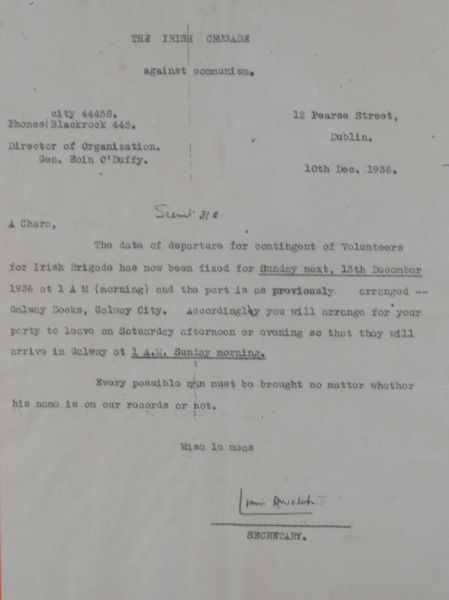 THE IRISH CRUSADE
against communism.
city 44458.
Phones(Blackrock 445.
Director of Organisation.
Gen. Eoin O'Duffy.
12 Pearse Street,
Dublin.
10th Dec. 1936.
A Chara,
The date of departure for contingent of Volunteers
for Irish Brigade has now been fixed for Sunday next, 13th December
1936 at 1 A M (morning) and the port is as previously arranged --
Galway Docks, Galway City. Accordingly you will arrange for your
party to leave on Satuarday afternoon or evening so that they will
arrive in Galway at 1 A.M. Sunday morning.
Every possible man must be brought no matter whether
his name is on our records or not.
Mise le meas
SECRETARY.